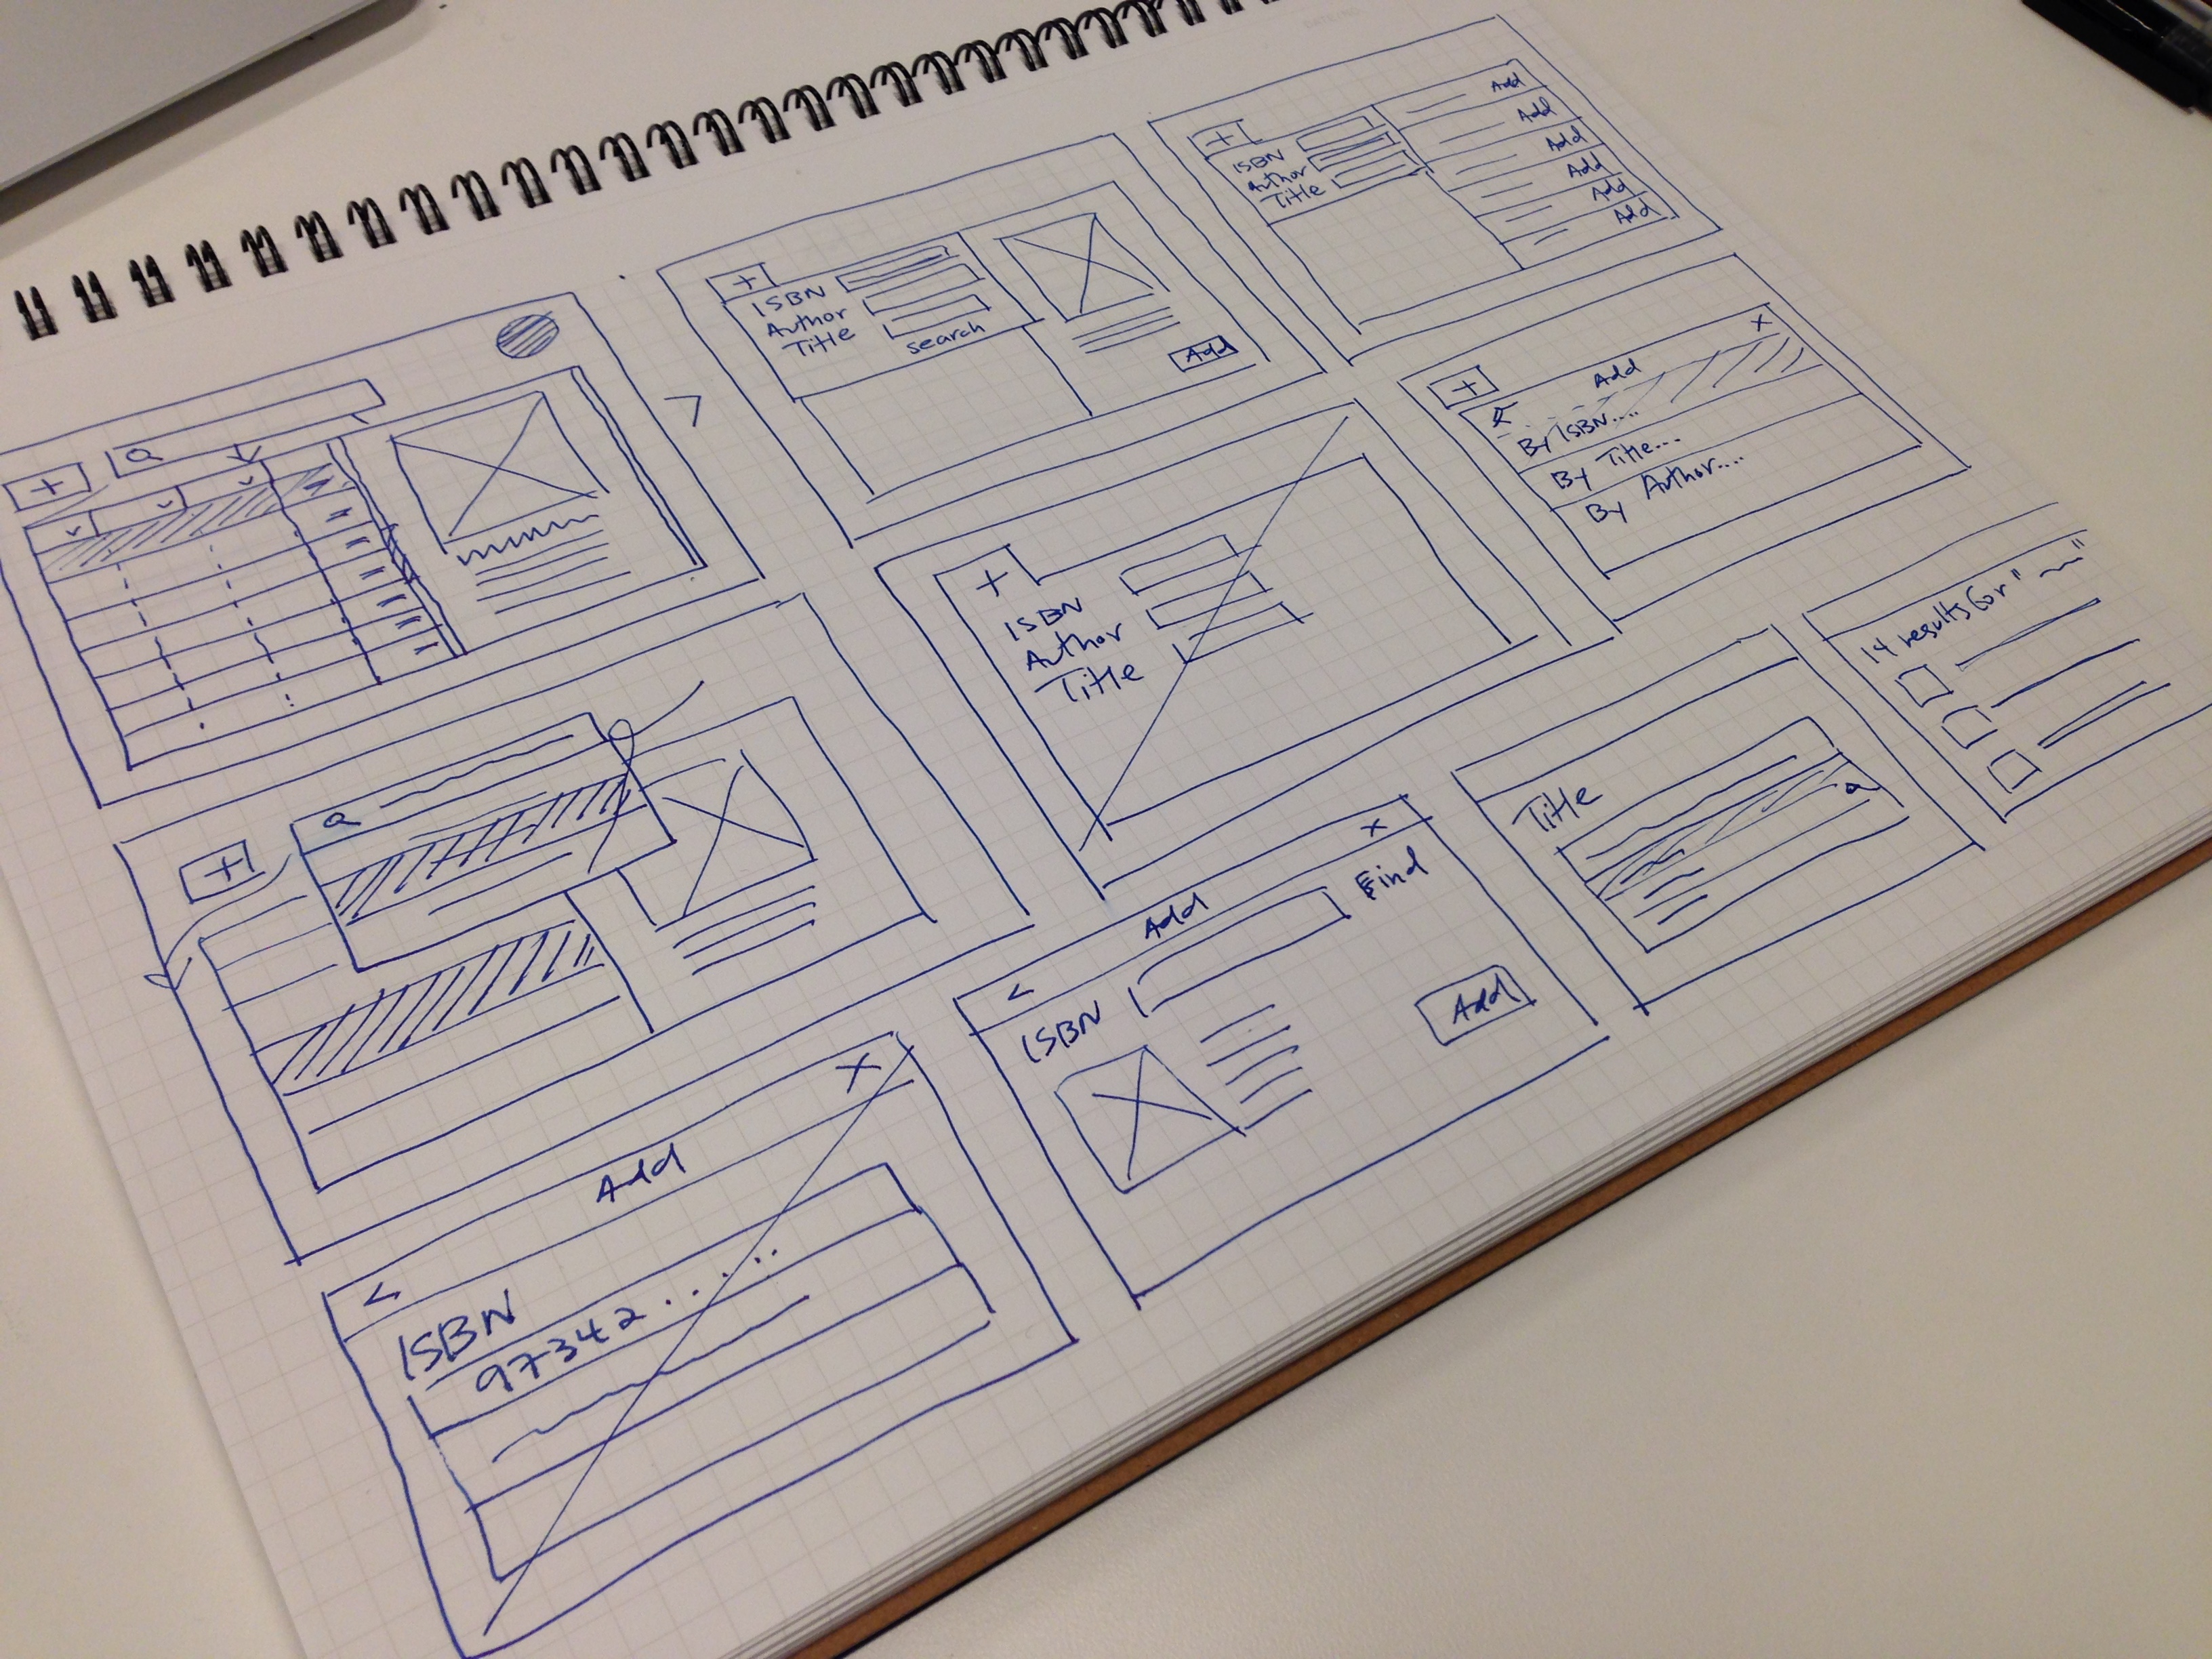 +
+
ISBN
Author
Title
search
Add
+
ISBN
Author
Title
Add
Add
Add
Add
Add
Add
+
+
ISBN
Author
Title
+
Add
X
By ISBN....
By Title...
By Author....
Add
X
<
ISBN
97342......
Add
X
<
ISBN
Find
Add
Title
14 results for "
"